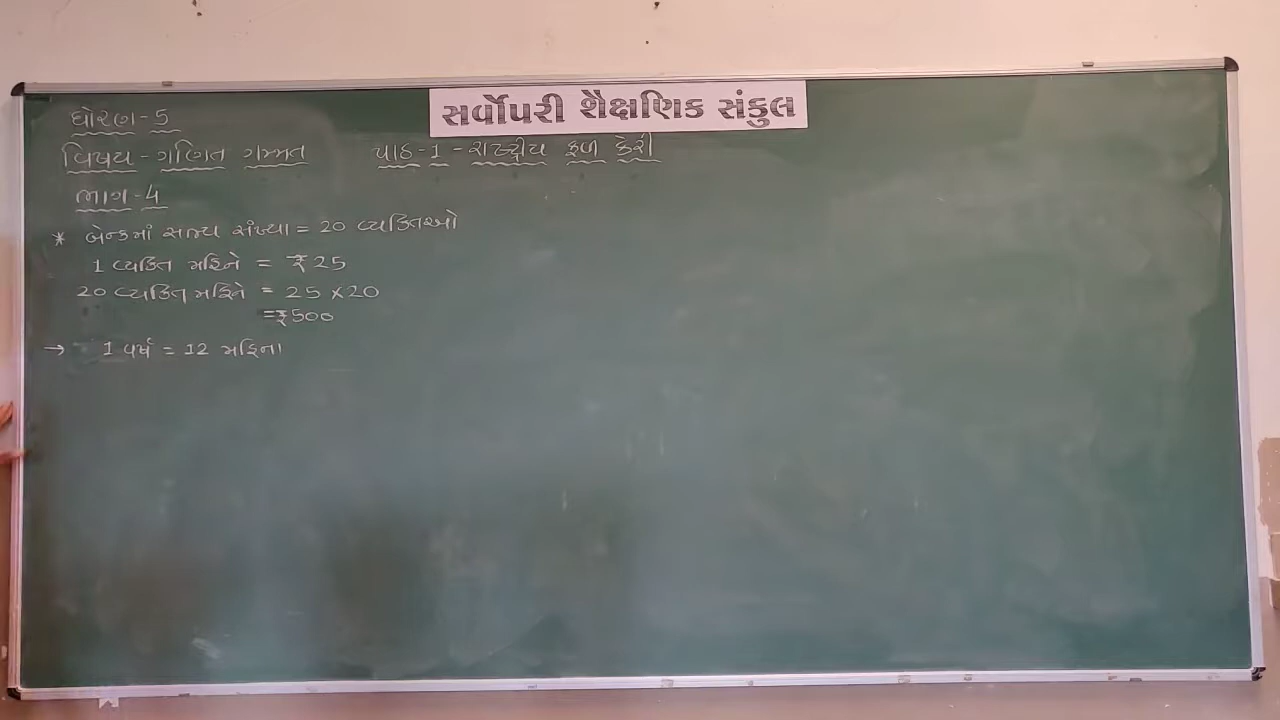 સર્વોપરી શૈક્ષણિક સંકુલ
ધોરણ-5
વિષય-ગણિત ગમ્મત પાઠ-1-રાષ્ટ્રીય ફળ કેરી
ભાગ-4
* બેન્કમાં સભ્ય સંખ્યા = 20 વ્યક્તિઓ
1 વ્યક્તિ મહિને = ₹25
20 વ્યક્તિ મહિને = 25 x 20
=₹500
→ 1 વર્ષ = 12 મહિના